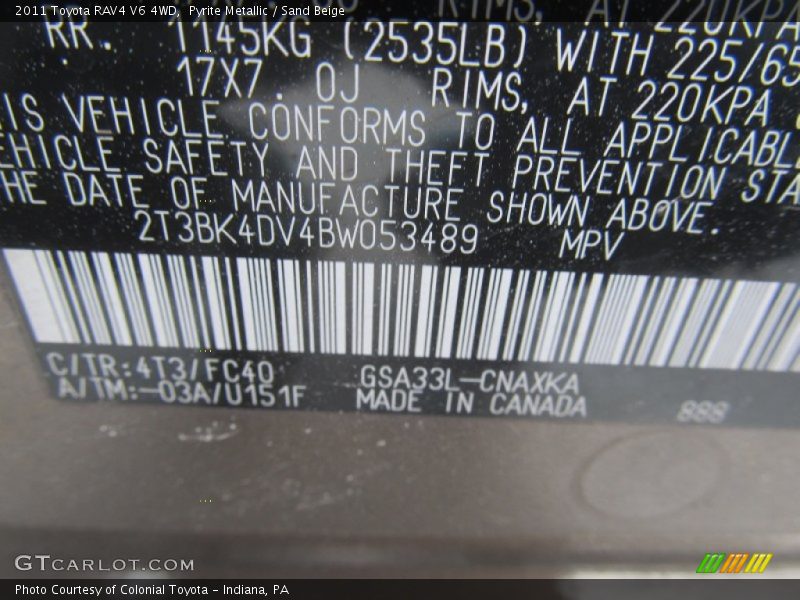 2011 Toyota RAV4 V6 4WD, Pyrite Metallic / Sand Beige
RIMS, AT 220KPA
RR. 1145KG (2535LB) WITH 225/65
17X7. 0J RIMS, AT 220KPA
IS VEHICLE CONFORMS TO ALL APPLICABL
EHICLE SAFETY AND THEFT PREVENTION STA
HE DATE OF MANUFACTURE SHOWN ABOVE.
2T3BK4DV4BW053489 MPV
C/TR:4T3/FC40 GSA33L-CNAXKA
A/TM:-03A/U151F MADE IN CANADA 888
GTCARLOT.COM
Photo Courtesy of Colonial Toyota - Indiana, PA